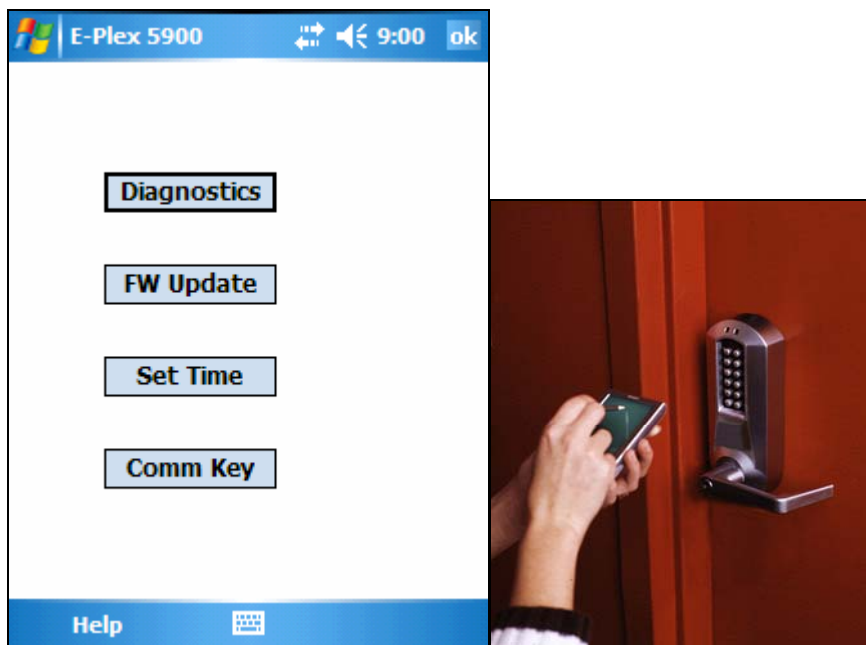 E-Plex 5900 9:00 ok
Diagnostics
FW Update
Set Time
Comm Key
Help